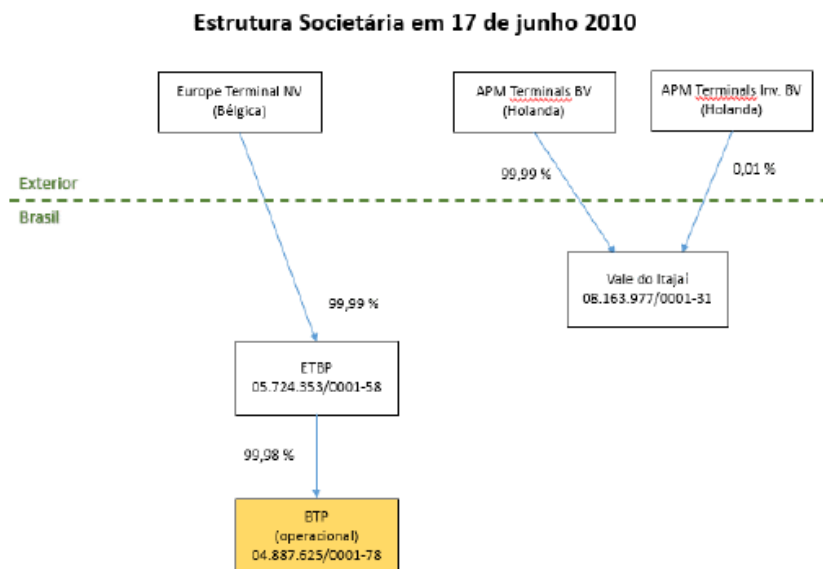 Estrutura Societária em 17 de junho 2010
Europe Terminal NV
(Bélgica)
APM Terminals BV
(Holanda)
APM Terminals Inv. BV
(Holanda)
99,99 %
0,01 %
Exterior
Brasil
Vale do Itajaí
08.163.977/0001-31
99,99 %
ETBP
05.724.353/0001-58
99,98 %
BTP
(operacional)
04.887.625/0001-78